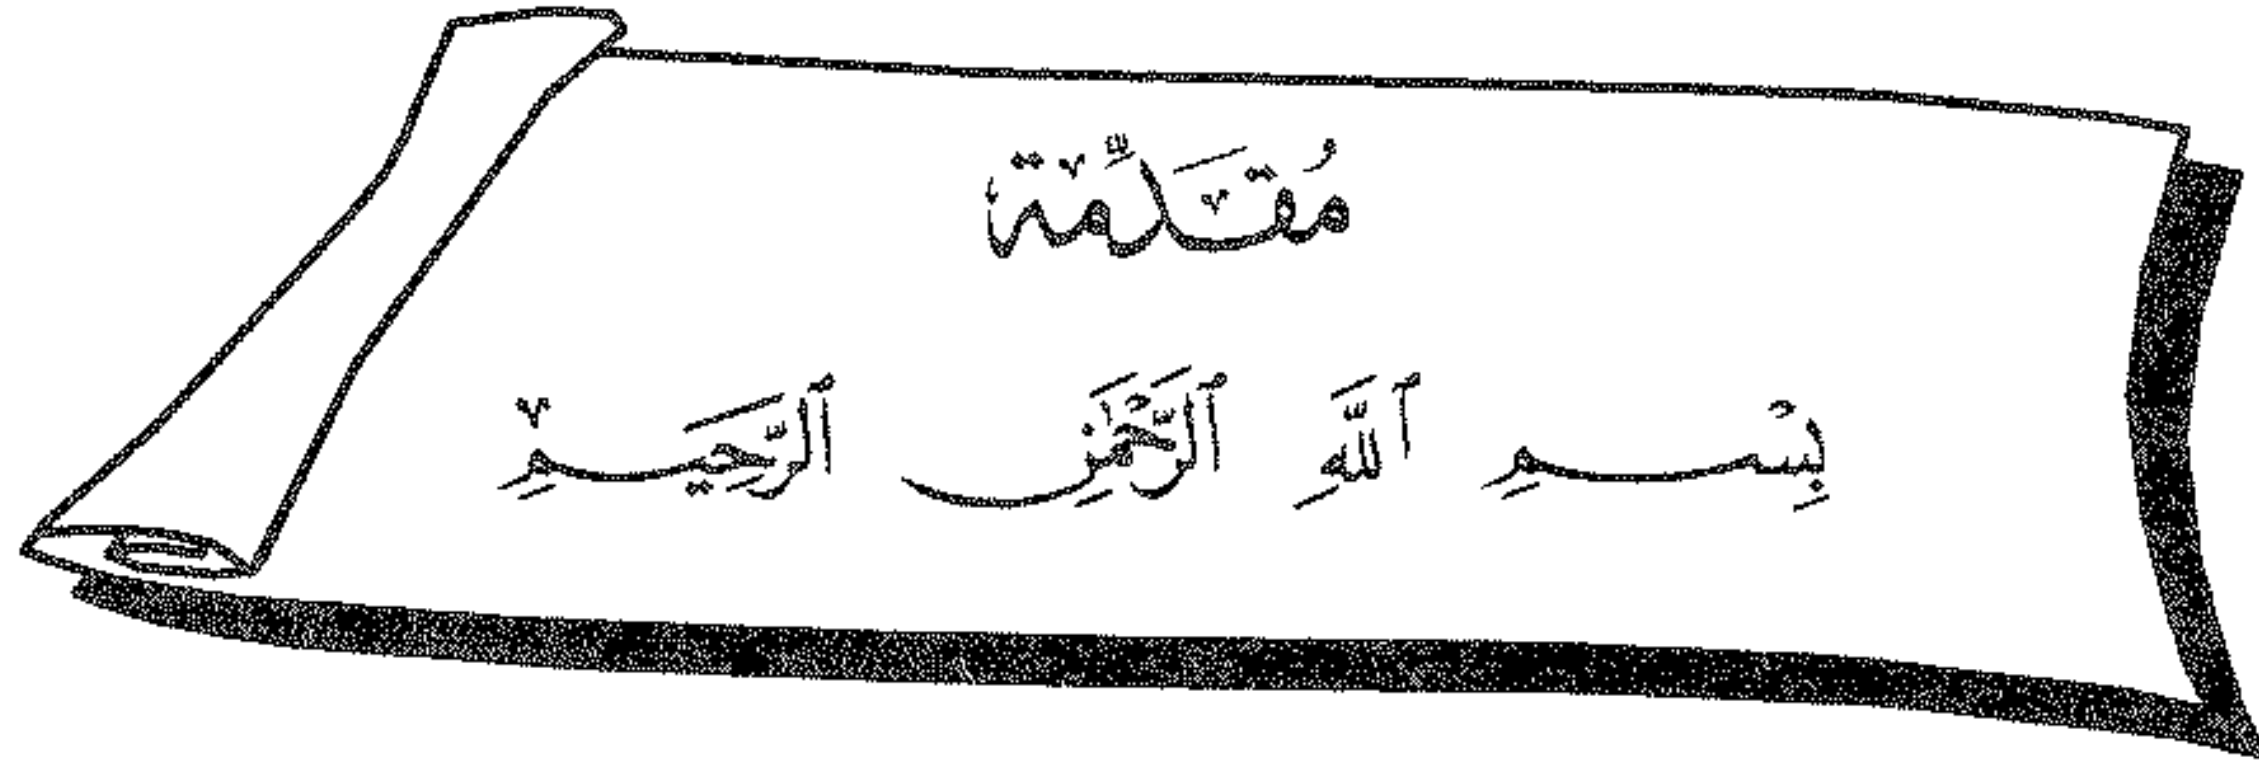 مُقَدِّمَة
بِسْمِ ٱللَّهِ ٱلرَّحْمَٰنِ ٱلرَّحِيمِ